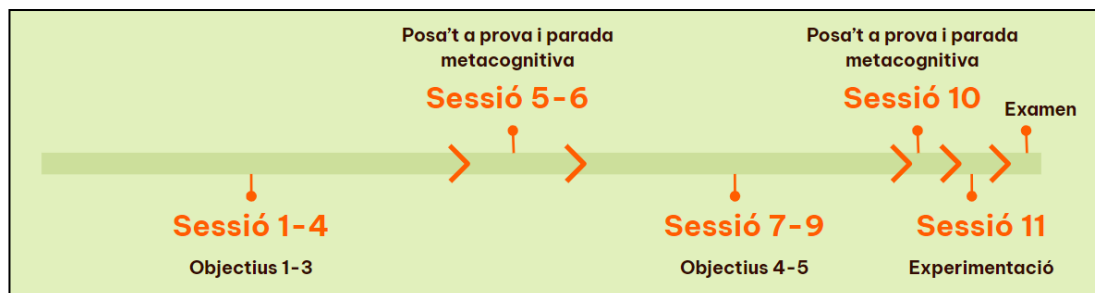 Posa't a prova i parada
metacognitiva
Sessió 5-6
Posa't a prova i parada
metacognitiva
Sessió 10
Examen
Sessió 1-4
Objectius 1-3
Sessió 7-9
Objectius 4-5
Sessió 11
Experimentació